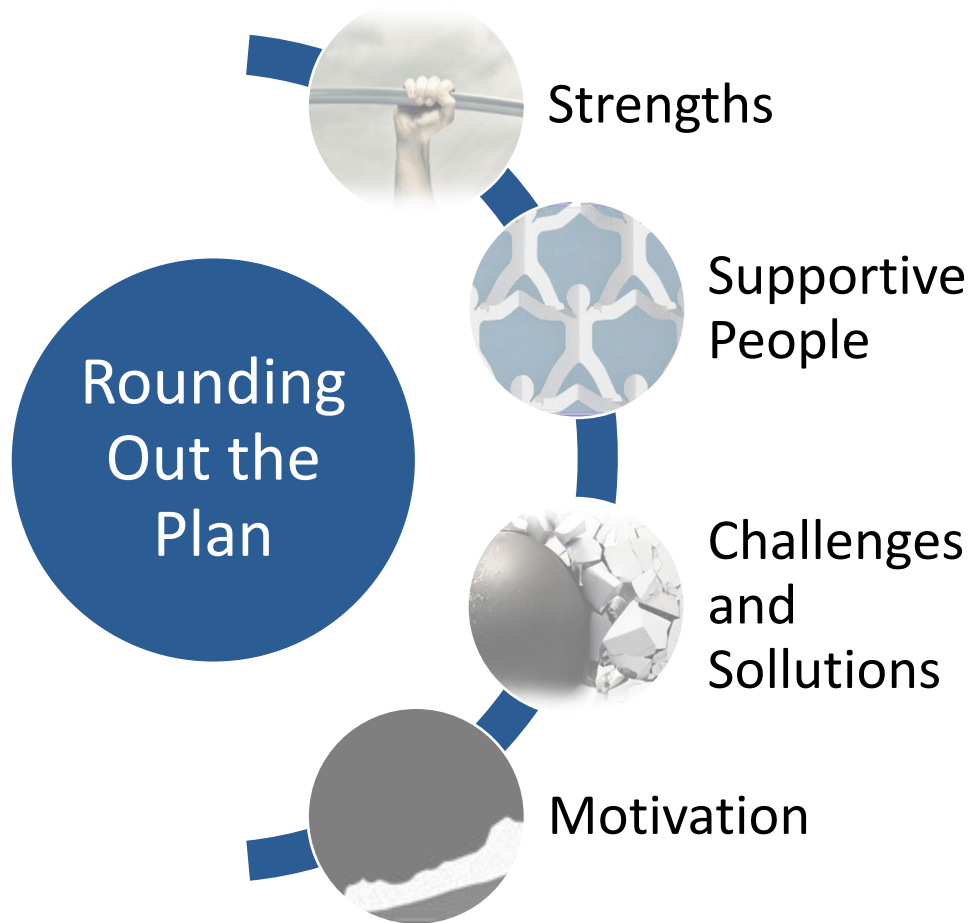 Strengths
Supportive
People
Rounding
Out the
Plan
Challenges
and
Sollutions
Motivation